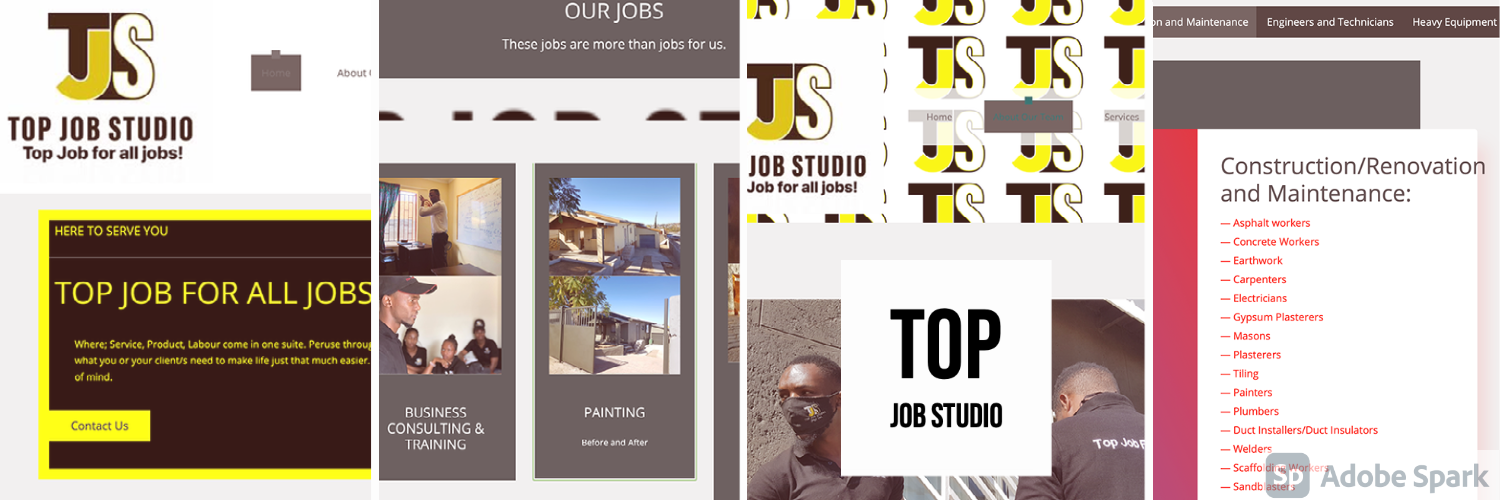 TJS
TOP JOB STUDIO
Top Job for all jobs!
Home
About
HERE TO SERVE YOU
TOP JOB FOR ALL JOBS
Where; Service, Product, Labour come in one suite. Peruse
what you or your client/s need to make life just that much easier.
of mind.
Contact Us
OUR JOBS
These jobs are more than jobs for us.
BUSINESS
CONSULTING &
TRAINING
PAINTING
Before and After
TJS
JOB STUDIO
Job for all jobs!
Home
Services
TOP
JOB STUDIO
Top Job
and Maintenance
Engineers and Technicians
Heavy Equipment
Construction/Renovation
and Maintenance:
— Asphalt workers
— Concrete Workers
— Earthwork
— Carpenters
— Electricians
— Gypsum Plasterers
— Masons
— Plasterers
— Tiling
— Painters
— Plumbers
— Duct Installers/Duct Insulators
— Welders
— Scaffolding Workers
— Sandblasters
Sp Adobe Spark